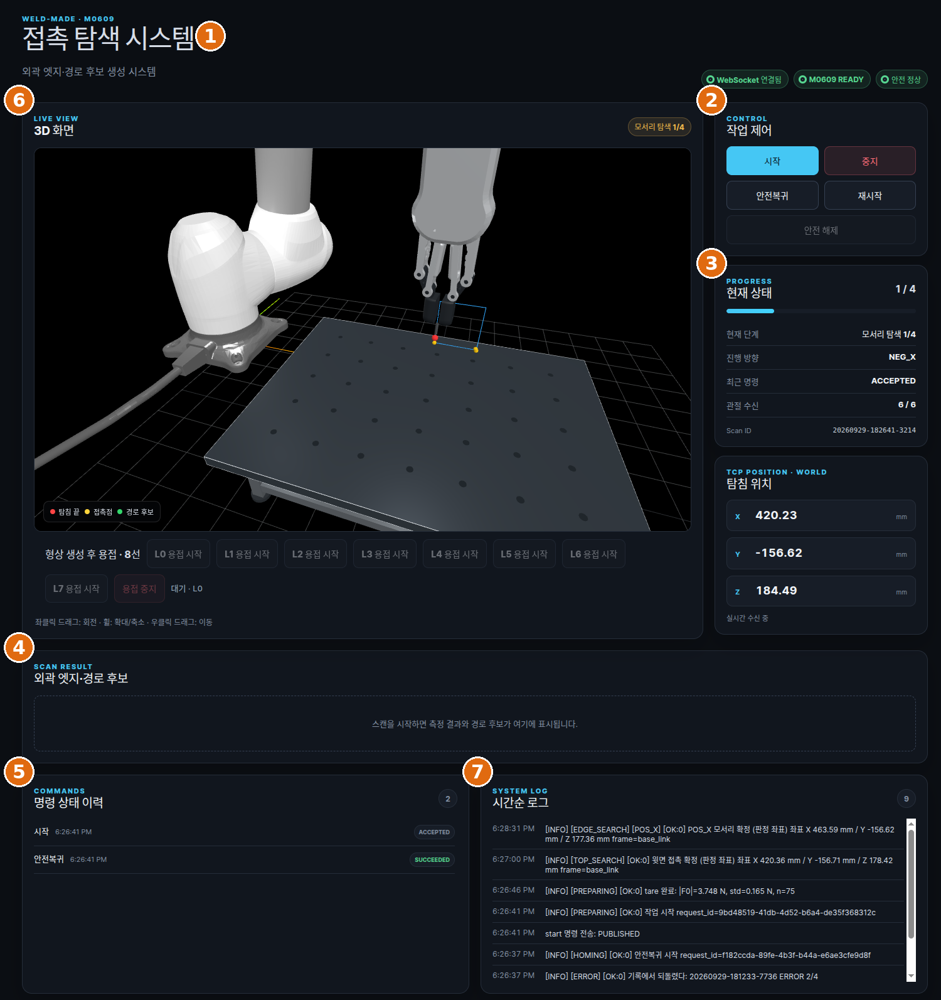 WELD-MADE · M0609
접촉 탐색 시스템
1
외곽 엣지·경로 후보 생성 시스템
WebSocket 연결됨
M0609 READY
안전 정상
6
LIVE VIEW
3D 화면
모서리 탐색 1/4
탐침 끝
접촉점
경로 후보
형상 생성 후 용접 · 8선
L0 용접 시작
L1 용접 시작
L2 용접 시작
L3 용접 시작
L4 용접 시작
L5 용접 시작
L6 용접 시작
L7 용접 시작
용접 중지
대기 · L0
좌클릭 드래그: 회전 · 휠: 확대/축소 · 우클릭 드래그: 이동
2
CONTROL
작업 제어
시작
중지
안전복귀
재시작
안전 해제
3
PROGRESS
현재 상태
1 / 4
현재 단계
모서리 탐색 1/4
진행 방향
NEG_X
최근 명령
ACCEPTED
관절 수신
6 / 6
Scan ID
20260929-182641-3214
TCP POSITION · WORLD
탐침 위치
X 420.23 mm
Y -156.62 mm
Z 184.49 mm
실시간 수신 중
4
SCAN RESULT
외곽 엣지·경로 후보
스캔을 시작하면 측정 결과와 경로 후보가 여기에 표시됩니다.
5
COMMANDS
명령 상태 이력
2
시작 6:26:41 PM ACCEPTED
안전복귀 6:26:41 PM SUCCEEDED
7
SYSTEM LOG
시간순 로그
9
6:28:31 PM [INFO] [EDGE_SEARCH] [POS_X] [OK:0] POS_X 모서리 확정 (판정 좌표) 좌표 X 463.59 mm / Y -156.62
mm / Z 177.36 mm frame=base_link
6:27:00 PM [INFO] [TOP_SEARCH] [OK:0] 윗면 접촉 확정 (판정 좌표) 좌표 X 420.36 mm / Y -156.71 mm / Z 178.42
mm frame=base_link
6:26:46 PM [INFO] [PREPARING] [OK:0] tare 완료: |F0|=3.748 N, std=0.165 N, n=75
6:26:41 PM [INFO] [PREPARING] [OK:0] 작업 시작 request_id=9bd48519-41db-4d52-b6a4-de35f368312c
6:26:41 PM start 명령 전송: PUBLISHED
6:26:37 PM [INFO] [HOMING] [OK:0] 안전복귀 시작 request_id=f182ccda-89fe-4b3f-b44a-e6ae3cfe9d8f
6:26:37 PM [INFO] [ERROR] [OK:0] 기록에서 되돌렸다: 20260929-181233-7736 ERROR 2/4